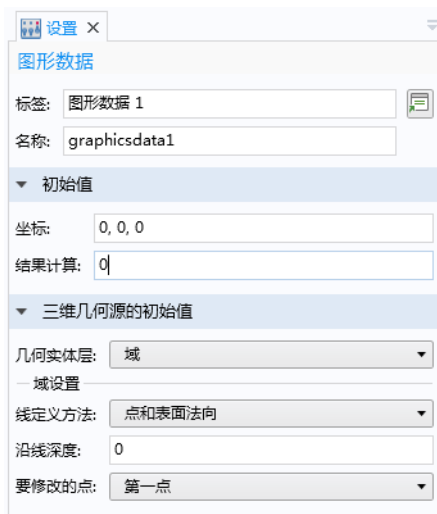 设置
图形数据
标签: 图形数据 1
名称: graphicsdata1
初始值
坐标: 0, 0, 0
结果计算: 0
三维几何源的初始值
几何实体层: 域
域设置
线定义方法: 点和表面法向
沿线深度: 0
要修改的点: 第一点